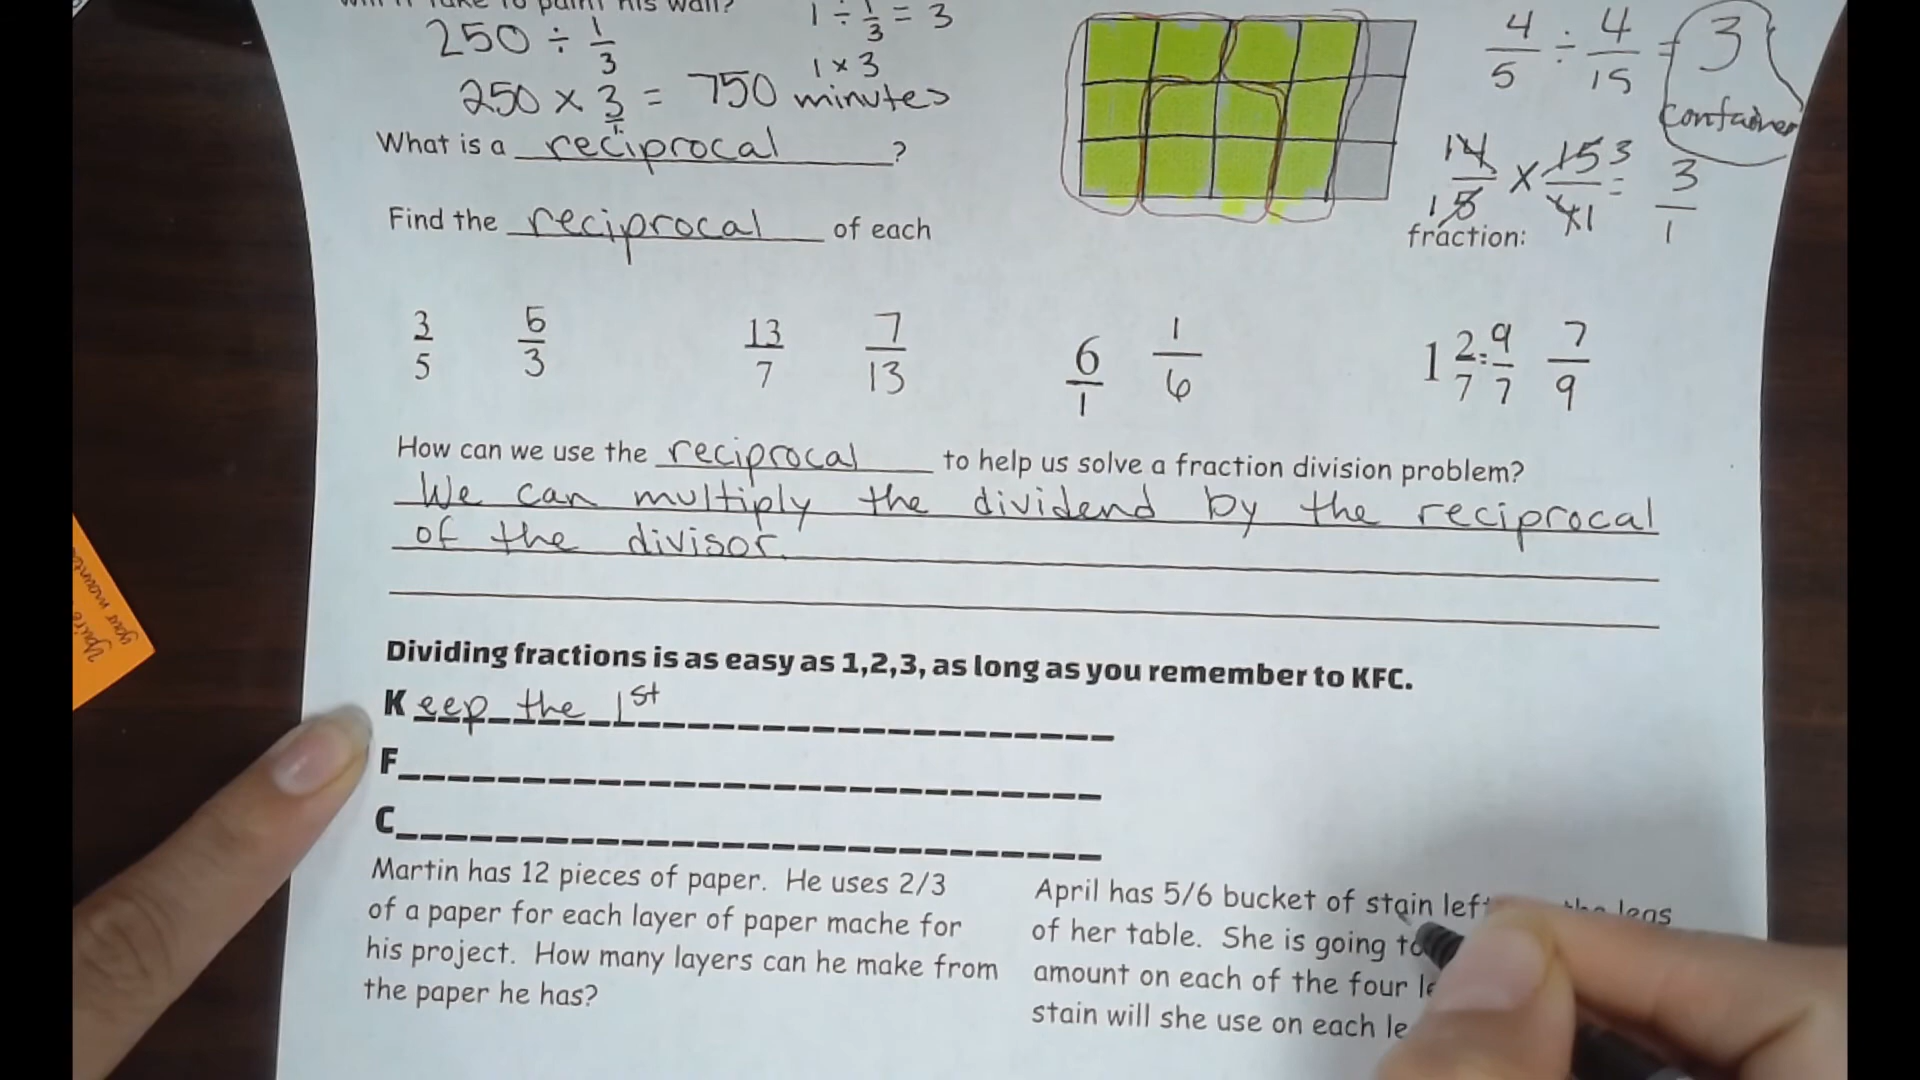 250 ÷ 1/3
1 ÷ 1/3 = 3
1 x 3
250 x 3/1 = 750 minutes
4/5 ÷ 4/15 = 3
container
What is a reciprocal ?
14/15 x 153/41 = 3/1
Find the reciprocal of each
fraction:
3/5 5/3 13/7 7/13 6/1 1/6 1 2/7 = 9/7 7/9
How can we use the reciprocal to help us solve a fraction division problem?
We can multiply the dividend by the reciprocal
of the divisor.
Dividing fractions is as easy as 1,2,3, as long as you remember to KFC.
Keep the 1st
F
C
Martin has 12 pieces of paper. He uses 2/3
of a paper for each layer of paper mache for
his project. How many layers can he make from
the paper he has?
April has 5/6 bucket of stain left the legs
of her table. She is going to
amount on each of the four
stain will she use on each